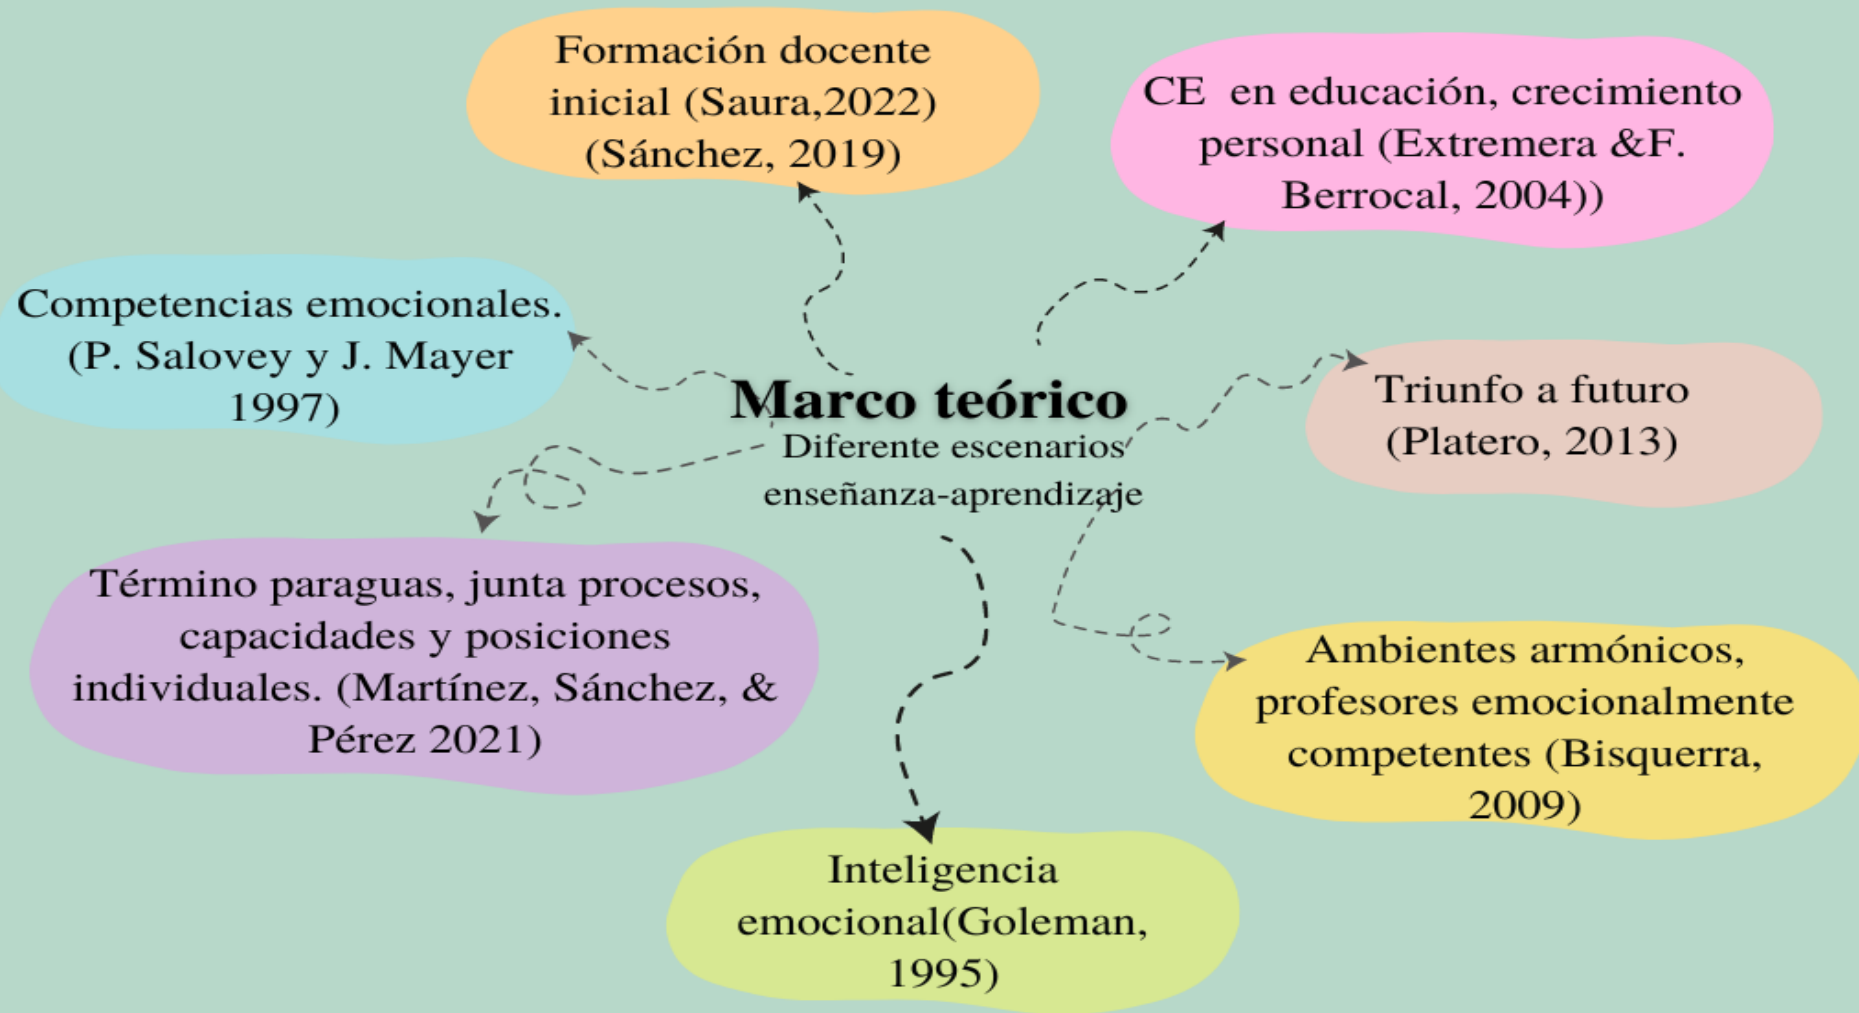 Formación docente
inicial (Saura,2022)
(Sánchez, 2019)
CE en educación, crecimiento
personal (Extremera &F.
Berrocal, 2004))
Competencias emocionales.
(P. Salovey y J. Mayer
1997)
Marco teórico
Diferente escenarios
enseñanza-aprendizaje
Triunfo a futuro
(Platero, 2013)
Término paraguas, junta procesos,
capacidades y posiciones
individuales. (Martínez, Sánchez, &
Pérez 2021)
Ambientes armónicos,
profesores emocionalmente
competentes (Bisquerra,
2009)
Inteligencia
emocional(Goleman,
1995)